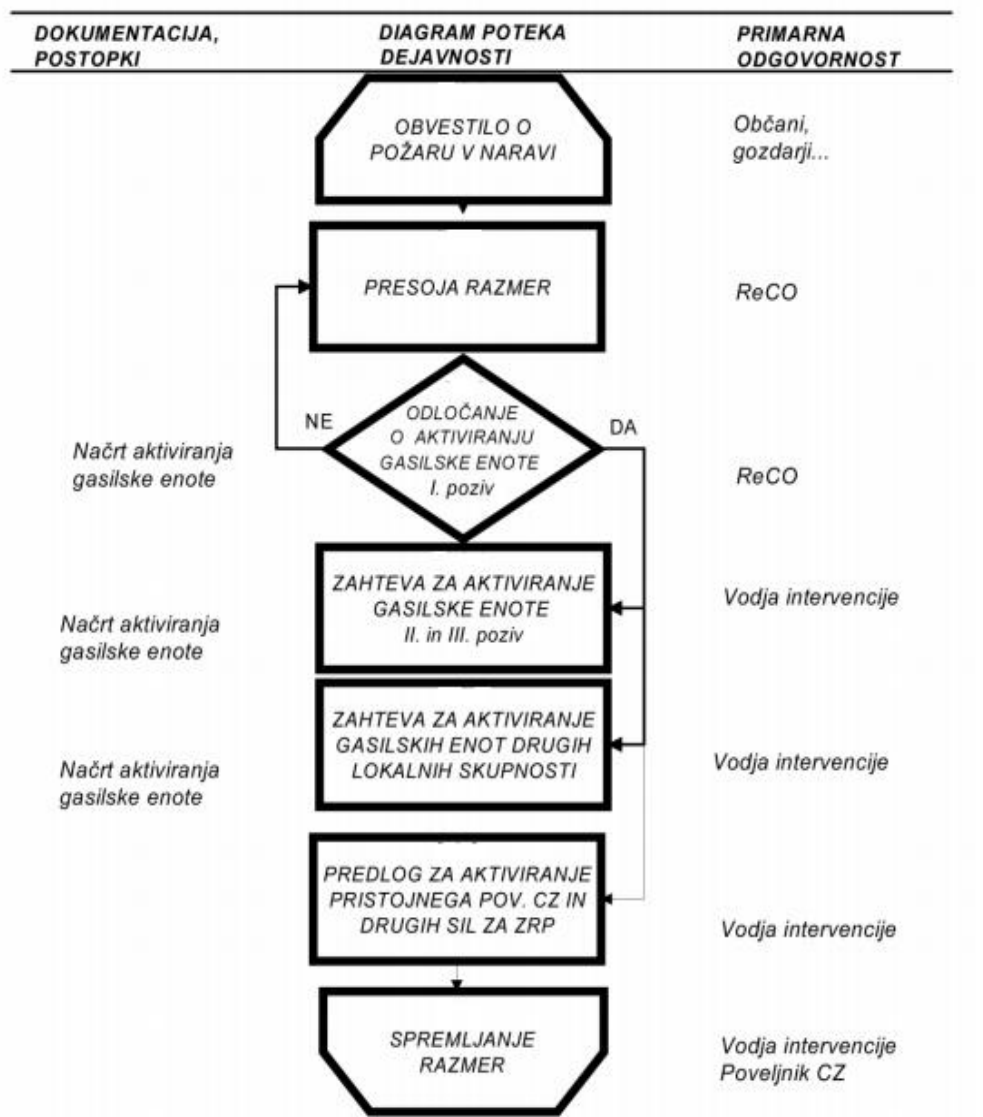 DOKUMENTACIJA,
POSTOPKI
DIAGRAM POTEKA
DEJAVNOSTI
PRIMARNA
ODGOVORNOST
OBVESTILO O
POŽARU V NARAVI
Občani,
gozdarji...
PRESOJA RAZMER
ReCO
NE
ODLOČANJE
O AKTIVIRANJU
GASILSKE ENOTE
I. poziv
DA
Načrt aktiviranja
gasilske enote
ReCO
ZAHTEVA ZA AKTIVIRANJE
GASILSKE ENOTE
II. in III. poziv
Načrt aktiviranja
gasilske enote
Vodja intervencije
ZAHTEVA ZA AKTIVIRANJE
GASILSKIH ENOT DRUGIH
LOKALNIH SKUPNOSTI
Načrt aktiviranja
gasilske enote
Vodja intervencije
PREDLOG ZA AKTIVIRANJE
PRISTOJNEGA POV. CZ IN
DRUGIH SIL ZA ZRP
Vodja intervencije
SPREMLJANJE
RAZMER
Vodja intervencije
Poveljnik CZ